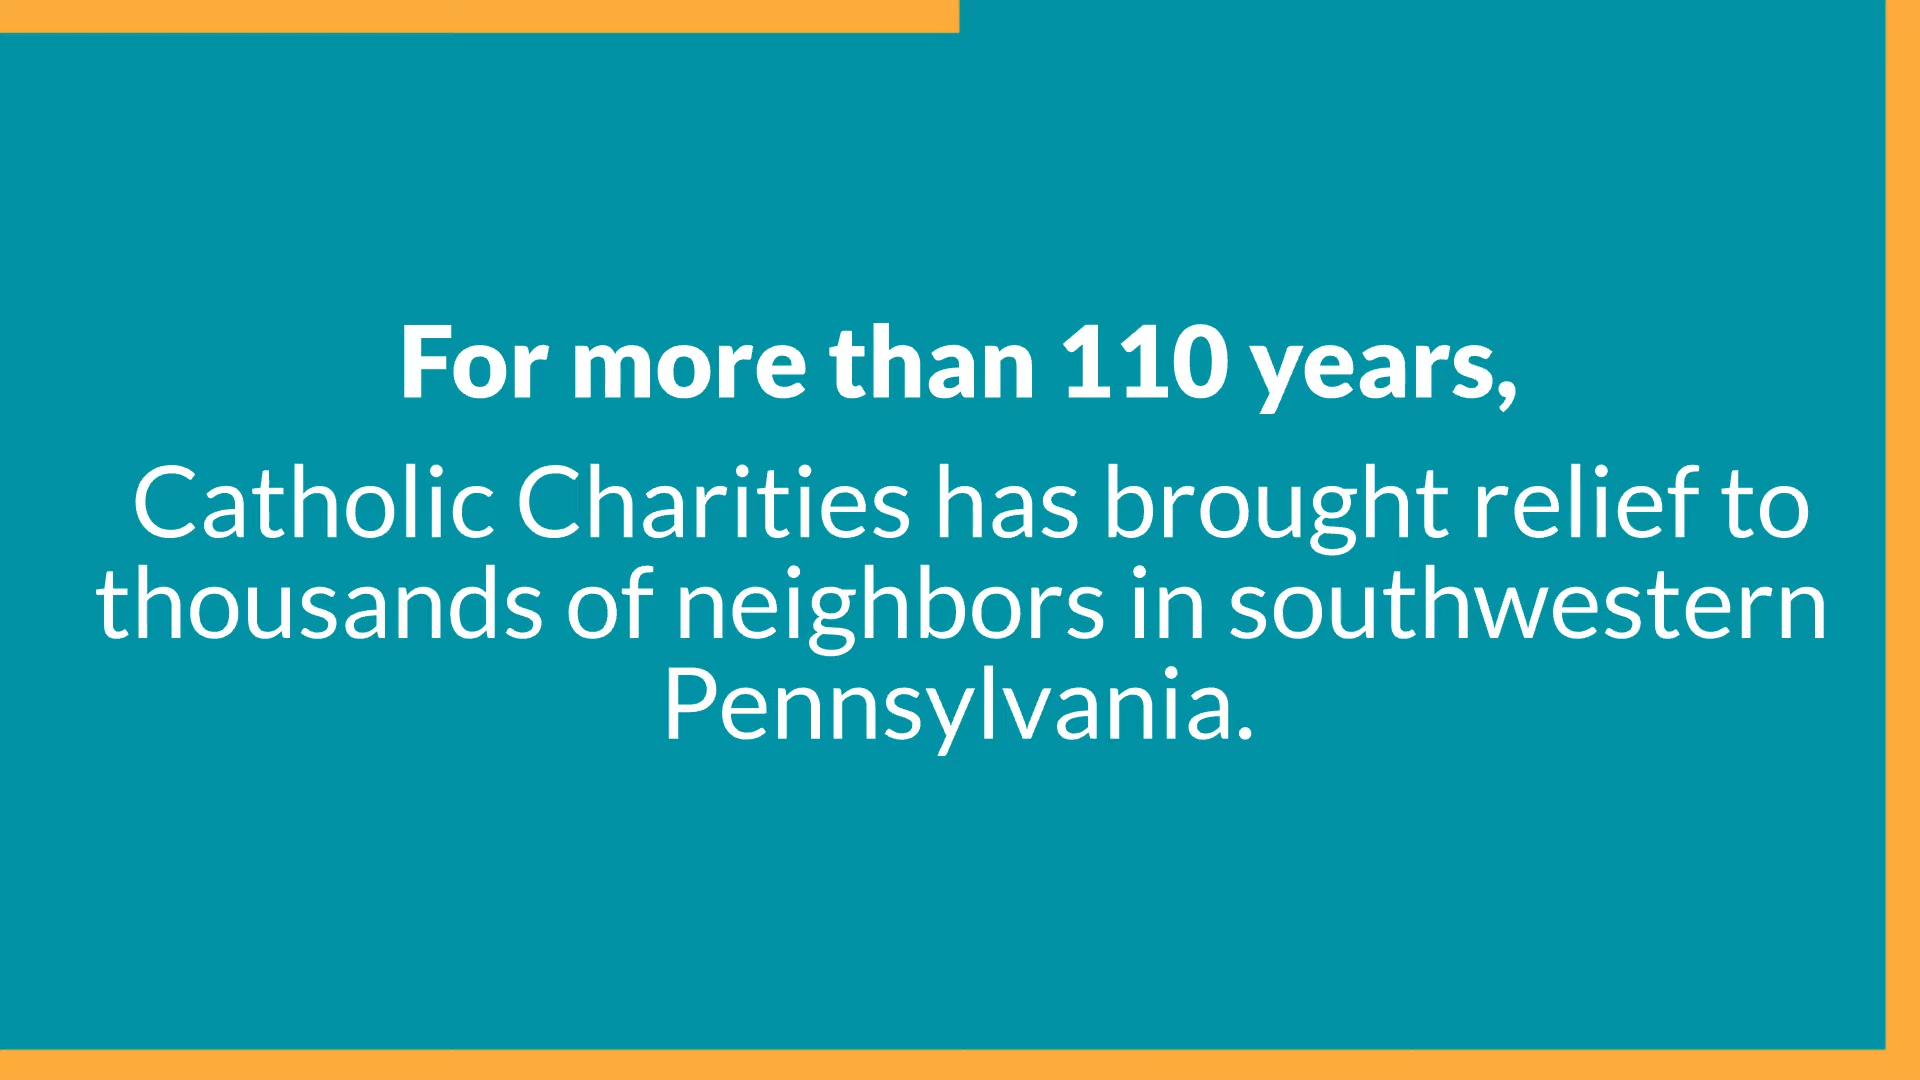 For more than 110 years,
Catholic Charities has brought relief to
thousands of neighbors in southwestern
Pennsylvania.